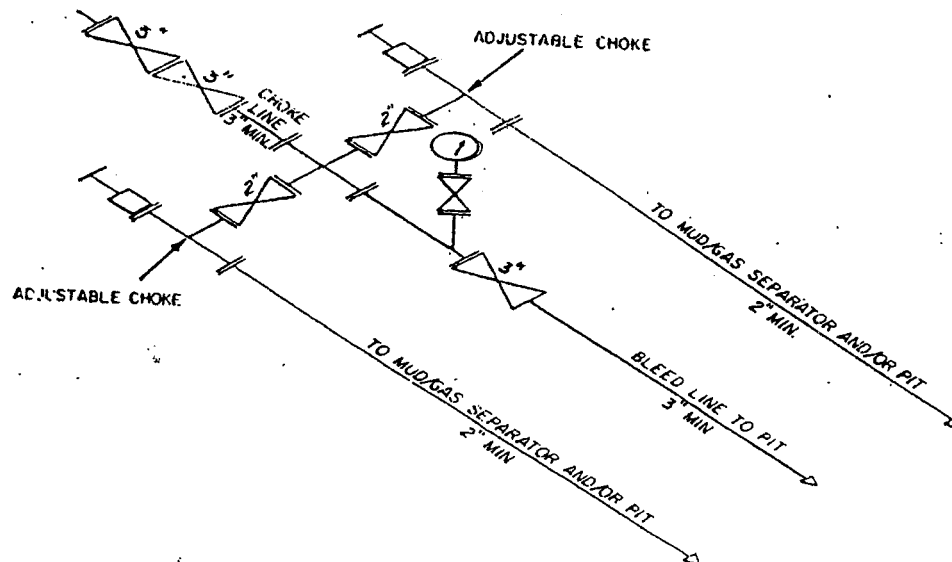 3"
3"
CHOKE
LINE
3" MIN.
ADJUSTABLE CHOKE
2"
2"
ADJUSTABLE CHOKE
3"
TO MUD/GAS SEPARATOR AND/OR PIT
2" MIN.
BLEED LINE TO PIT
3" MIN
TO MUD/GAS SEPARATOR AND/OR PIT
2" MIN